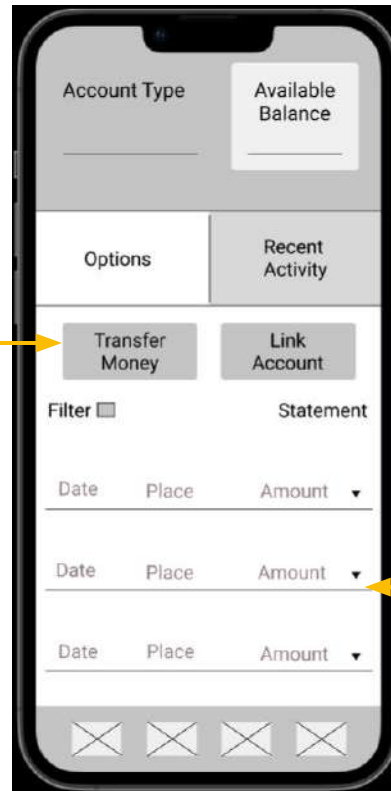 Account Type
Available
Balance
Options
Recent
Activity
Transfer
Money
Link
Account
Filter
Statement
Date Place Amount
Date Place Amount
Date Place Amount